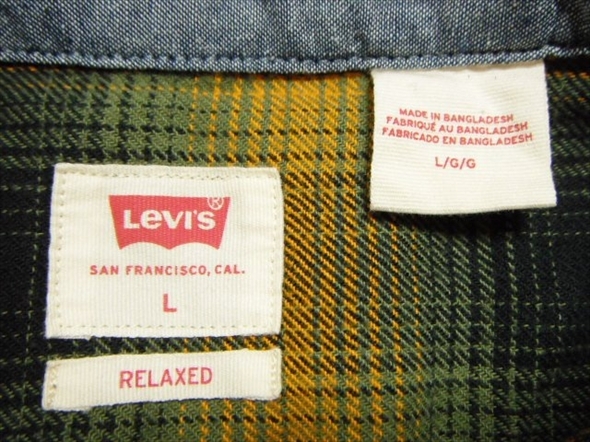 MADE IN BANGLADESH
FABRIQUÉ AU BANGLADESH
FABRICADO EN BANGLADESH
L/G/G
Levi's®
SAN FRANCISCO, CAL.
L
RELAXED